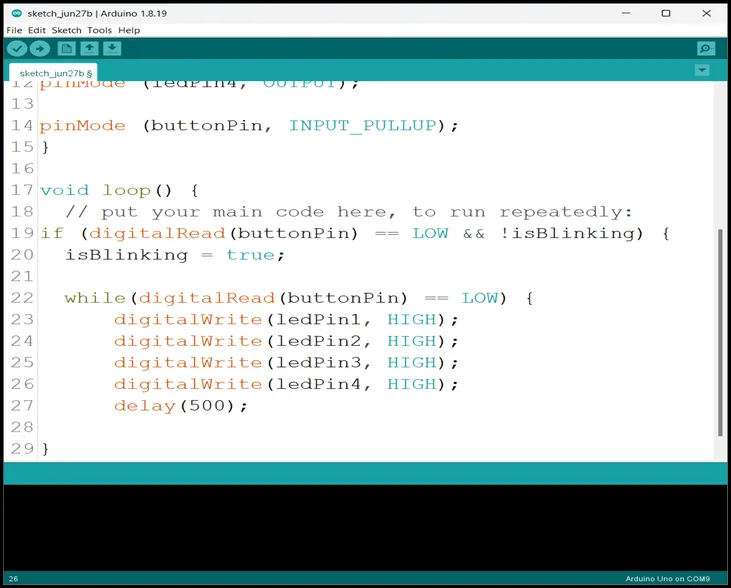 sketch_jun27b | Arduino 1.8.19
File Edit Sketch Tools Help
sketch_jun27b §
12 pinMode (ledPin4, OUTPUT);
13
14 pinMode (buttonPin, INPUT_PULLUP);
15 }
16
17 void loop() {
18 // put your main code here, to run repeatedly:
19 if (digitalRead(buttonPin) == LOW && !isBlinking) {
20 isBlinking = true;
21
22 while(digitalRead(buttonPin) == LOW) {
23 digitalWrite(ledPin1, HIGH);
24 digitalWrite(ledPin2, HIGH);
25 digitalWrite(ledPin3, HIGH);
26 digitalWrite(ledPin4, HIGH);
27 delay(500);
28
29 }
26 Arduino Uno on COM9